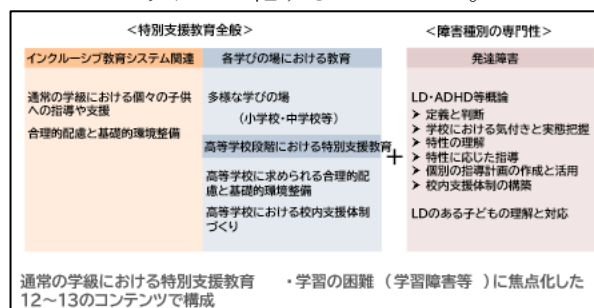 <特別支援教育全般>
<障害種別の専門性>
インクルーシブ教育システム関連
通常の学級における個々の子供
への指導や支援
合理的配慮と基礎的環境整備
各学びの場における教育
多様な学びの場
(小学校・中学校等)
高等学校段階における特別支援教育
高等学校に求められる合理的配
慮と基礎的環境整備
高等学校における校内支援体制
づくり
+
発達障害
LD・ADHD等概論
➢ 定義と判断
➢ 学校における気付きと実態把握
➢ 特性の理解
➢ 特性に応じた指導
➢ 個別の指導計画の作成と活用
➢ 校内支援体制の構築
LDのある子どもの理解と対応
通常の学級における特別支援教育 ・学習の困難(学習障害等)に焦点化した
12～13のコンテンツで構成